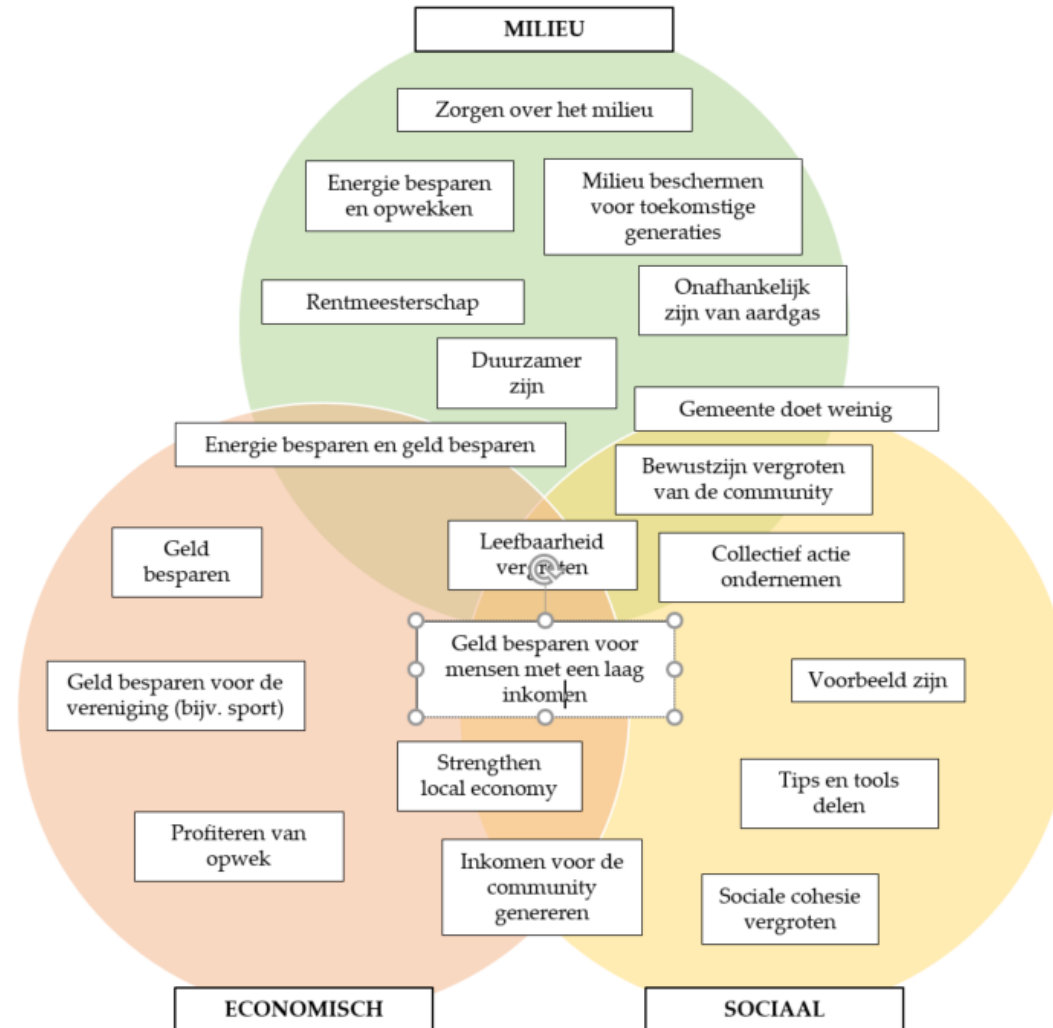 MILIEU
Zorgen over het milieu
Energie besparen
en opwekken
Milieu beschermen
voor toekomstige
generaties
Rentmeesterschap
Onafhankelijk
zijn van aardgas
Duurzamer
zijn
Gemeente doet weinig
Energie besparen en geld besparen
Bewustzijn vergroten
van de community
Leefbaarheid
vergroten
Geld
besparen
Collectief actie
ondernemen
Geld besparen voor
mensen met een laag
inkomen
Geld besparen voor de
vereniging (bijv. sport)
Voorbeeld zijn
Strengthen
local economy
Tips en tools
delen
Profiteren van
opwek
Inkomen voor de
community
genereren
Sociale cohesie
vergroten
ECONOMISCH
SOCIAAL